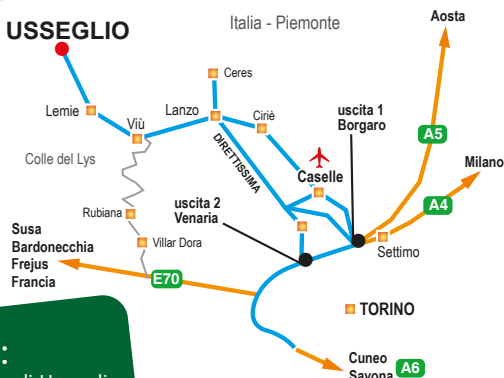 USSEGLIO
Italia - Piemonte
Aosta
Ceres
Lemie
Viù
Lanzo
Ciriè
uscita 1
Borgaro
A5
Milano
DIRETTISSIMA
Colle del Lys
Caselle
A4
Rubiana
uscita 2
Venaria
Susa
Bardonecchia
Frejus
Francia
Villar Dora
Settimo
E70
TORINO
:
Cuneo
Savona
A6